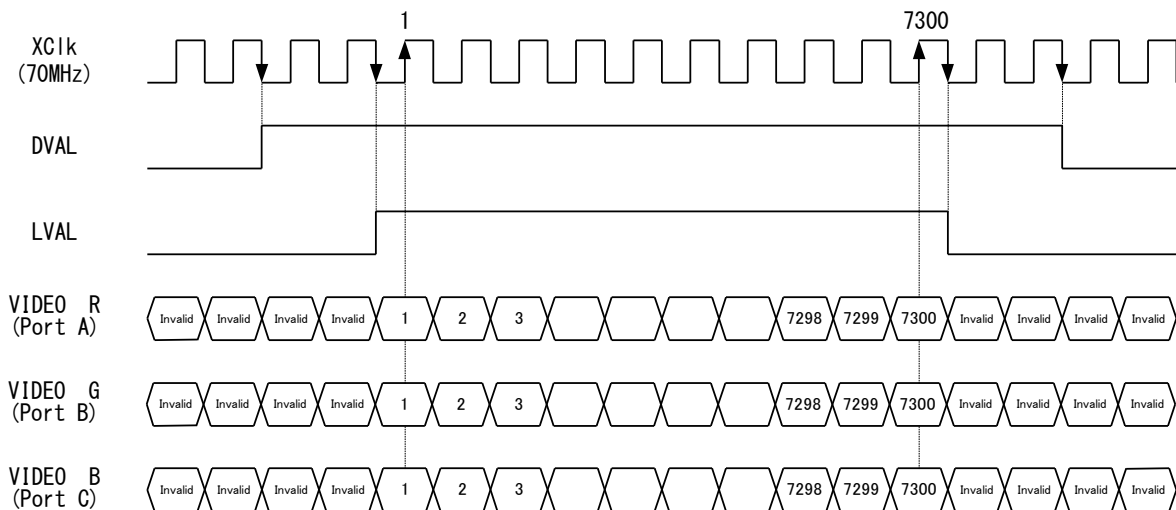 1 7300
XClk
(70MHz)
DVAL
LVAL
VIDEO R
(Port A)
Invalid Invalid Invalid Invalid 1 2 3 7298 7299 7300 Invalid Invalid Invalid Invalid
VIDEO G
(Port B)
Invalid Invalid Invalid Invalid 1 2 3 7298 7299 7300 Invalid Invalid Invalid Invalid
VIDEO B
(Port C)
Invalid Invalid Invalid Invalid 1 2 3 7298 7299 7300 Invalid Invalid Invalid Invalid